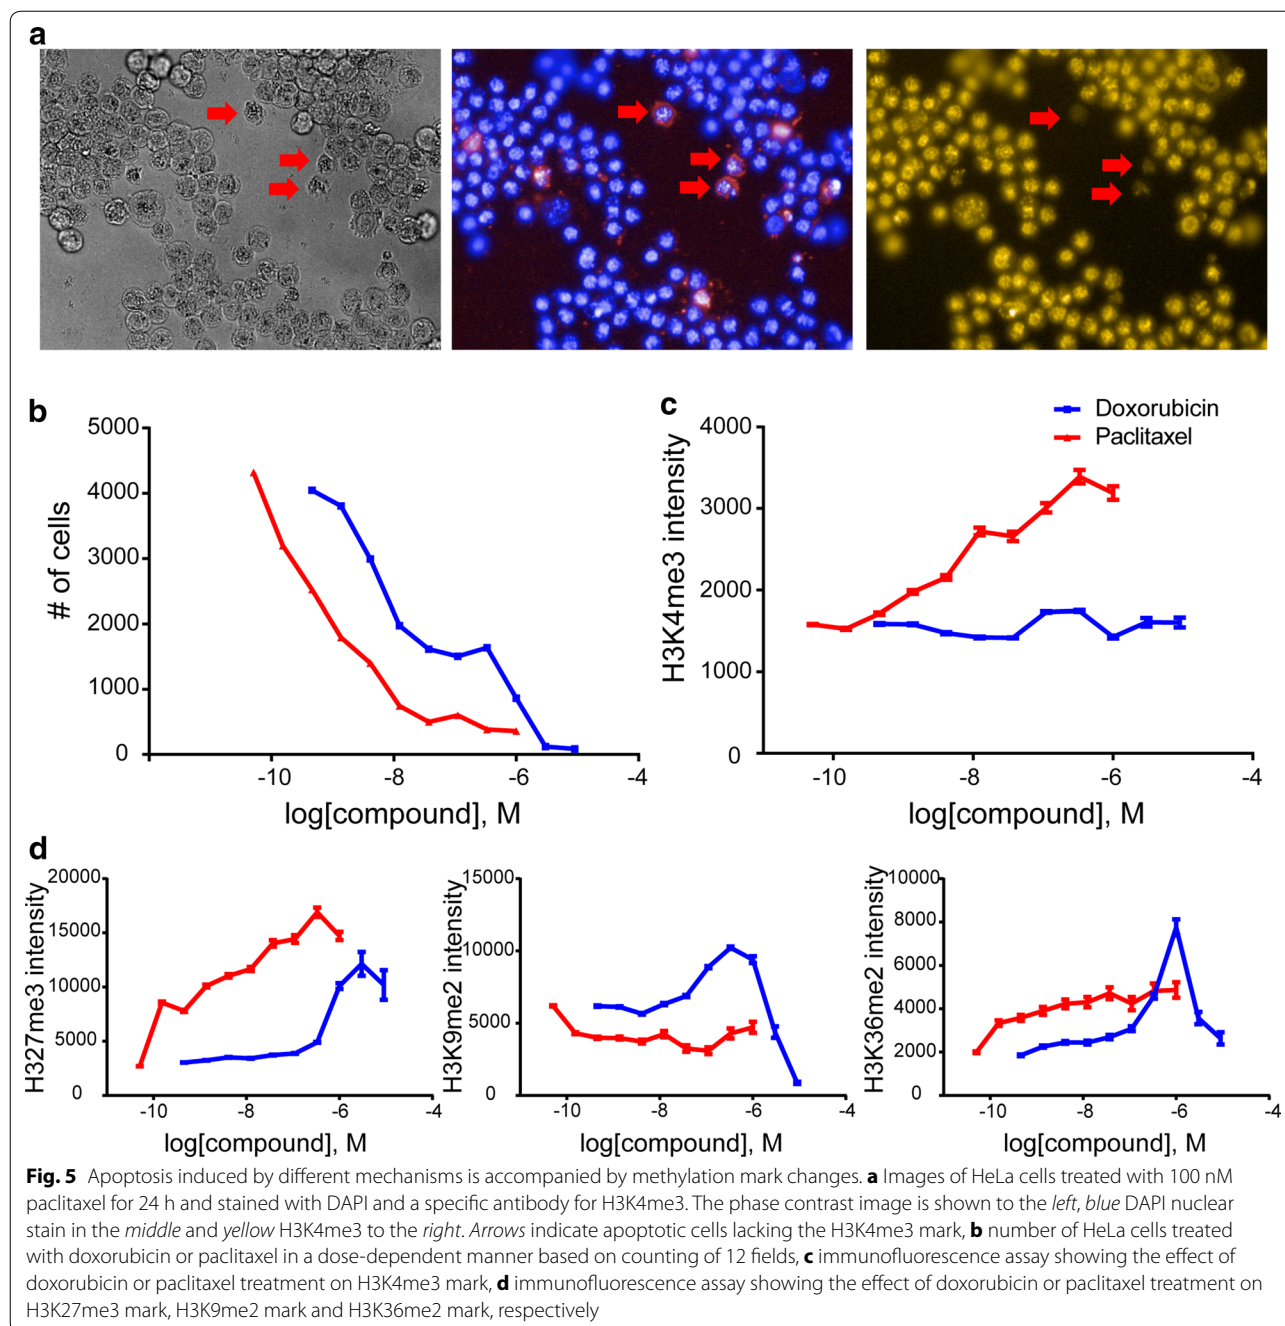 a
b
5000
4000
3000
2000
1000
0
# of cells
-10
-8
-6
-4
log[compound], M
c
Doxorubicin
Paclitaxel
4000
3000
2000
1000
0
H3K4me3 intensity
-10
-8
-6
-4
log[compound], M
d
20000
15000
10000
5000
0
H327me3 intensity
-10
-8
-6
-4
log[compound], M
15000
10000
5000
0
H3K9me2 intensity
-10
-8
-6
-4
log[compound], M
10000
8000
6000
4000
2000
0
H3K36me2 intensity
-10
-8
-6
-4
log[compound], M
Fig. 5 Apoptosis induced by different mechanisms is accompanied by methylation mark changes. a Images of HeLa cells treated with 100 nM
paclitaxel for 24 h and stained with DAPI and a specific antibody for H3K4me3. The phase contrast image is shown to the left, blue DAPI nuclear
stain in the middle and yellow H3K4me3 to the right. Arrows indicate apoptotic cells lacking the H3K4me3 mark, b number of HeLa cells treated
with doxorubicin or paclitaxel in a dose-dependent manner based on counting of 12 fields, c immunofluorescence assay showing the effect of
doxorubicin or paclitaxel treatment on H3K4me3 mark, d immunofluorescence assay showing the effect of doxorubicin or paclitaxel treatment on
H3K27me3 mark, H3K9me2 mark and H3K36me2 mark, respectively